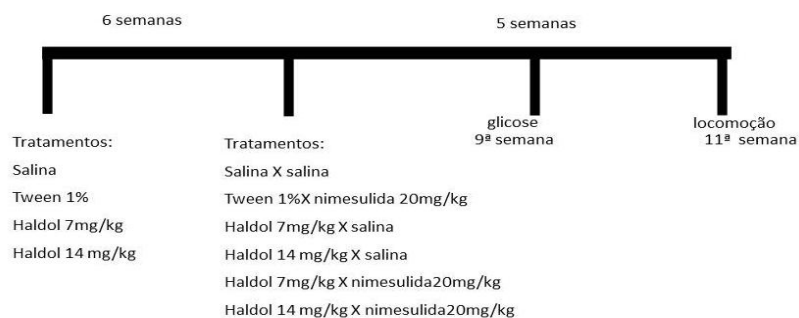 6 semanas
5 semanas
Tratamentos:
Salina
Tween 1%
Haldol 7mg/kg
Haldol 14 mg/kg
Tratamentos:
Salina X salina
Tween 1%X nimesulida 20mg/kg
Haldol 7mg/kg X salina
Haldol 14 mg/kg X salina
Haldol 7mg/kg X nimesulida20mg/kg
Haldol 14 mg/kg X nimesulida20mg/kg
glicose
9ª semana
locomoção
11ª semana